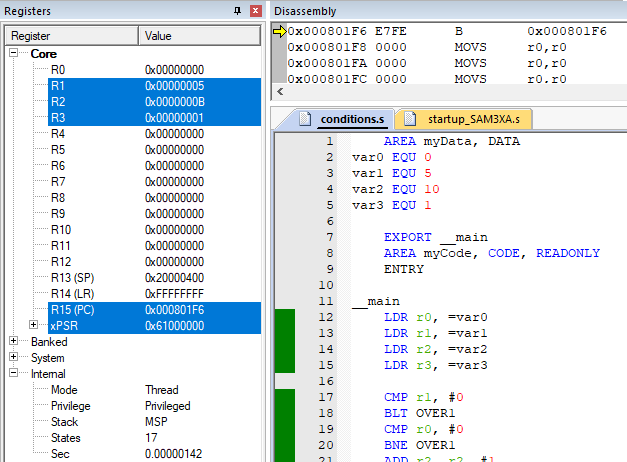 Registers
Register Value
Core
R0 0x00000000
R1 0x00000005
R2 0x0000000B
R3 0x00000001
R4 0x00000000
R5 0x00000000
R6 0x00000000
R7 0x00000000
R8 0x00000000
R9 0x00000000
R10 0x00000000
R11 0x00000000
R12 0x00000000
R13 (SP) 0x20000400
R14 (LR) 0xFFFFFFFF
R15 (PC) 0x000801F6
xPSR 0x61000000
Banked
System
Internal
Mode Thread
Privilege Privileged
Stack MSP
States 17
Sec 0.00000142
Disassembly
0x000801F6 E7FE B 0x000801F6
0x000801F8 0000 MOVS r0,r0
0x000801FA 0000 MOVS r0,r0
0x000801FC 0000 MOVS r0,r0
conditions.s startup_SAM3XA.s
1 AREA myData, DATA
2 var0 EQU 0
3 var1 EQU 5
4 var2 EQU 10
5 var3 EQU 1
6
7 EXPORT __main
8 AREA myCode, CODE, READONLY
9 ENTRY
10
11 __main
12 LDR r0, =var0
13 LDR r1, =var1
14 LDR r2, =var2
15 LDR r3, =var3
16
17 CMP r1, #0
18 BLT OVER1
19 CMP r0, #0
20 BNE OVER1
21 ADD r2, r2, #1